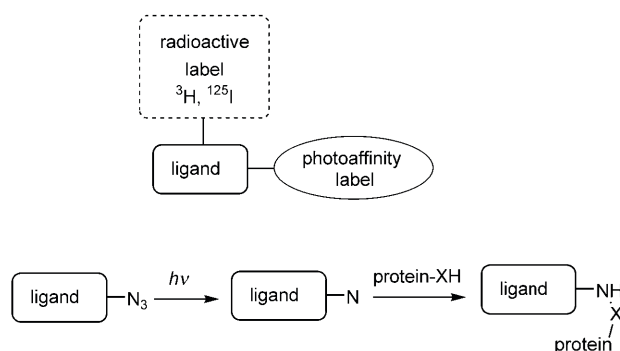 radioactive
label
³H, ¹²⁵I
ligand
photoaffinity
label
ligand N₃ hν ligand N protein-XH ligand NH
X
protein